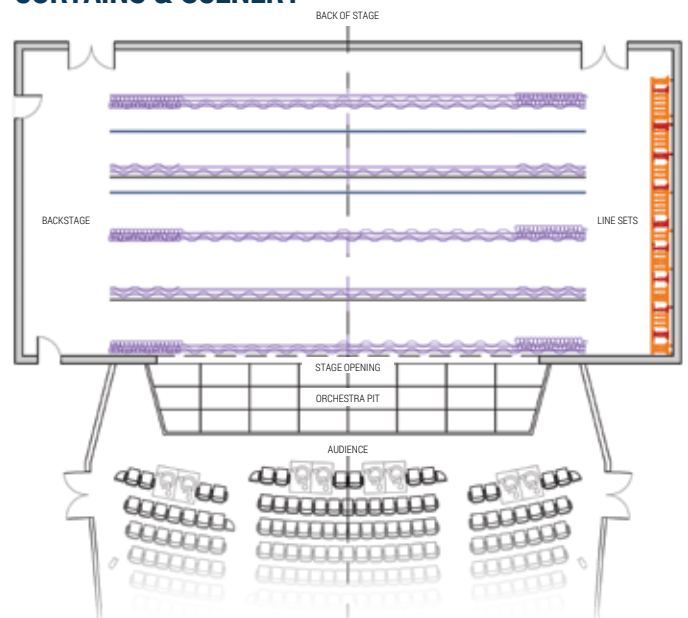 CURTAINS & SCENERY
BACK OF STAGE
BACKSTAGE
LINE SETS
STAGE OPENING
ORCHESTRA PIT
AUDIENCE